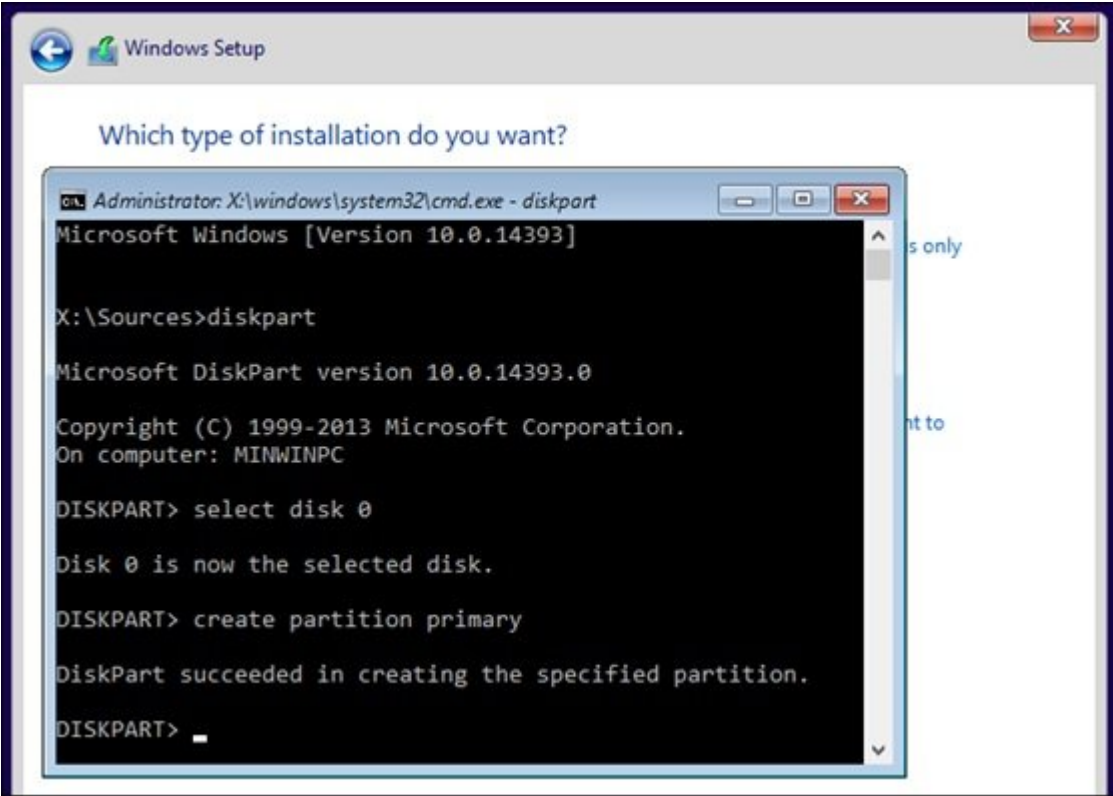 Windows Setup
Which type of installation do you want?
Administrator: X:\windows\system32\cmd.exe - diskpart
Microsoft Windows [Version 10.0.14393]
s only
X:\Sources>diskpart
Microsoft DiskPart version 10.0.14393.0
Copyright (C) 1999-2013 Microsoft Corporation.
nt to
On computer: MINWINPC
DISKPART> select disk 0
Disk 0 is now the selected disk.
DISKPART> create partition primary
DiskPart succeeded in creating the specified partition.
DISKPART>